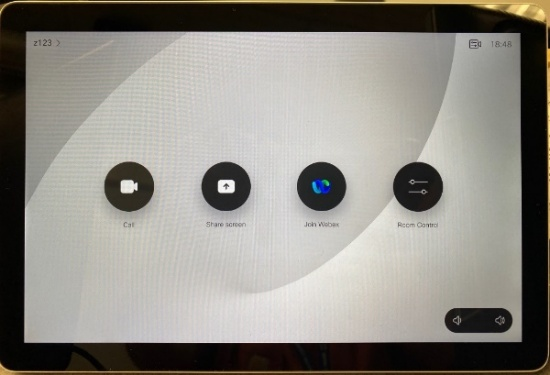 z123
18:48
Call
Share screen
Join Webex
Room Control